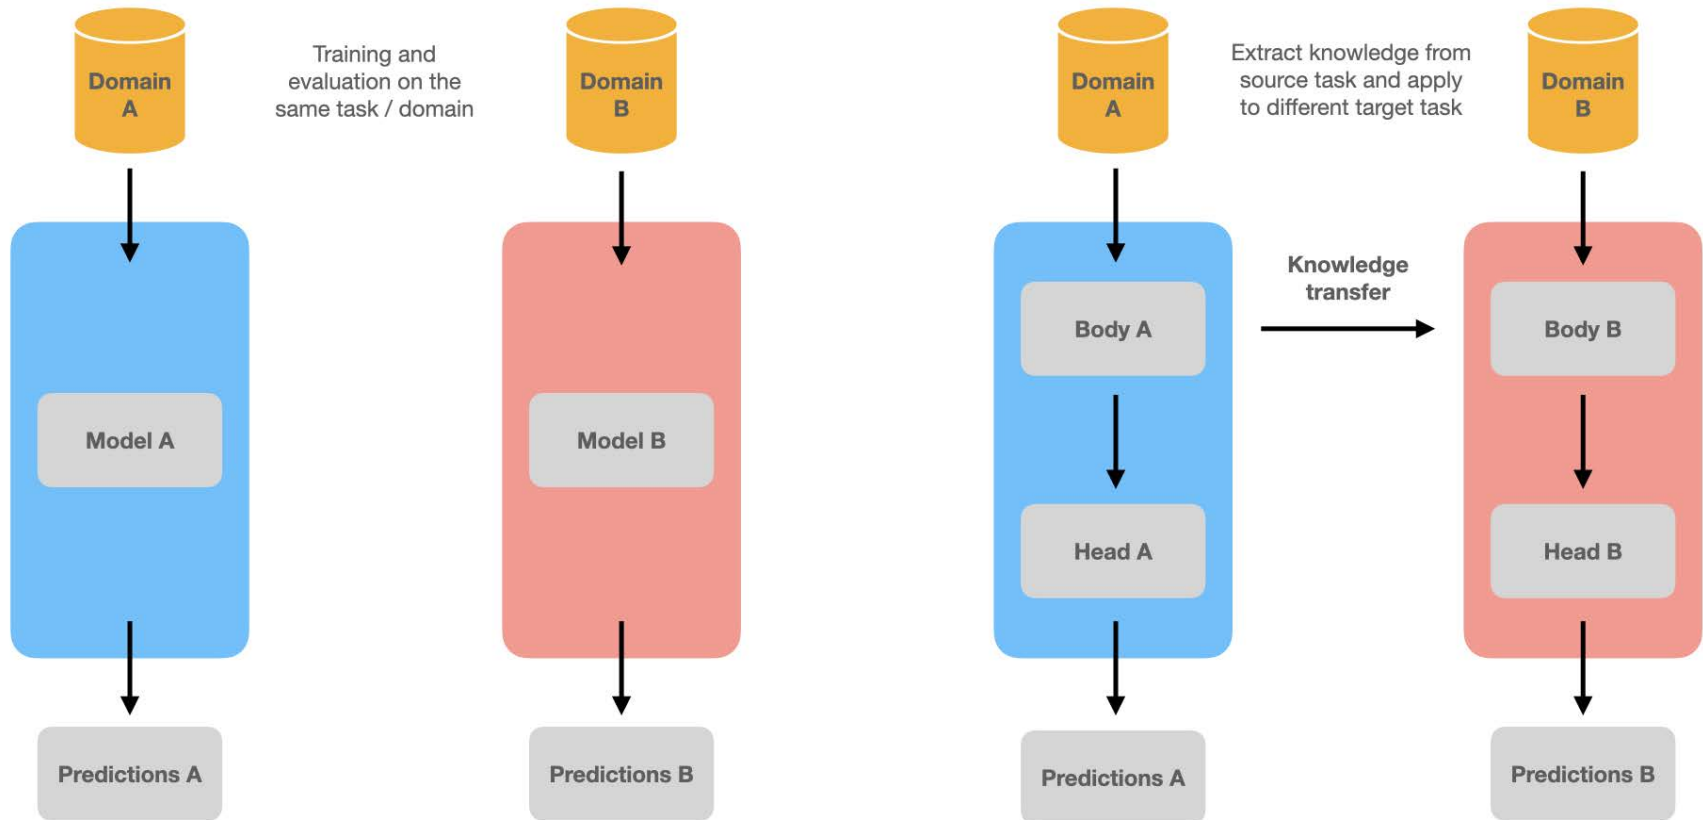 Domain
A
Training and
evaluation on the
same task / domain
Domain
B
Model A
Model B
Predictions A
Predictions B
Domain
A
Extract knowledge from
source task and apply
to different target task
Domain
B
Knowledge
transfer
Body A
Body B
Head A
Head B
Predictions A
Predictions B